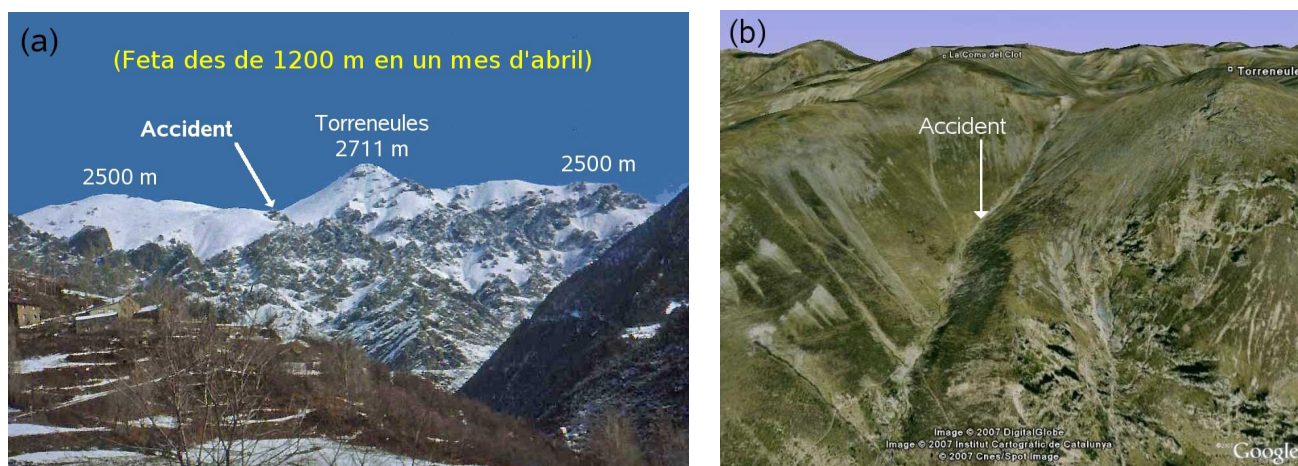 (a)
(Feta des de 1200 m en un mes d'abril)
Accident
Torreneules
2711 m
2500 m
2500 m
(b)
La Coma del Clot
Torreneule
Accident
Image © 2007 DigitalGlobe
Image © 2007 Institut Cartogràfic de Catalunya
© 2007 Cnes/Spot Image
Google